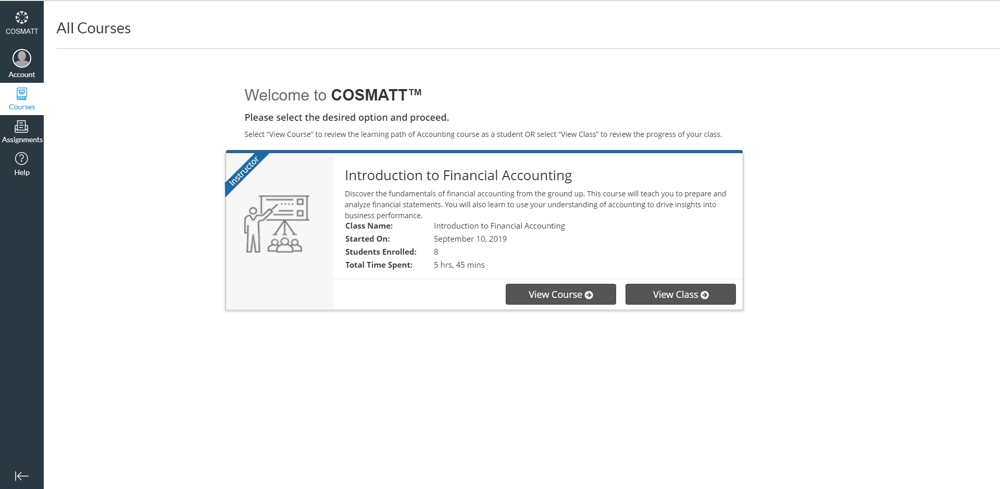 COSMATT
Account
Courses
Assignments
Help
All Courses
Welcome to COSMATT™
Please select the desired option and proceed.
Select “View Course” to review the learning path of Accounting course as a student OR select “View Class” to review the progress of your class.
Instructor
Introduction to Financial Accounting
Discover the fundamentals of financial accounting from the ground up. This course will teach you to prepare and
analyze financial statements. You will also learn to use your understanding of accounting to drive insights into
business performance.
Class Name: Introduction to Financial Accounting
Started On: September 10, 2019
Students Enrolled: 8
Total Time Spent: 5 hrs, 45 mins
View Course View Class